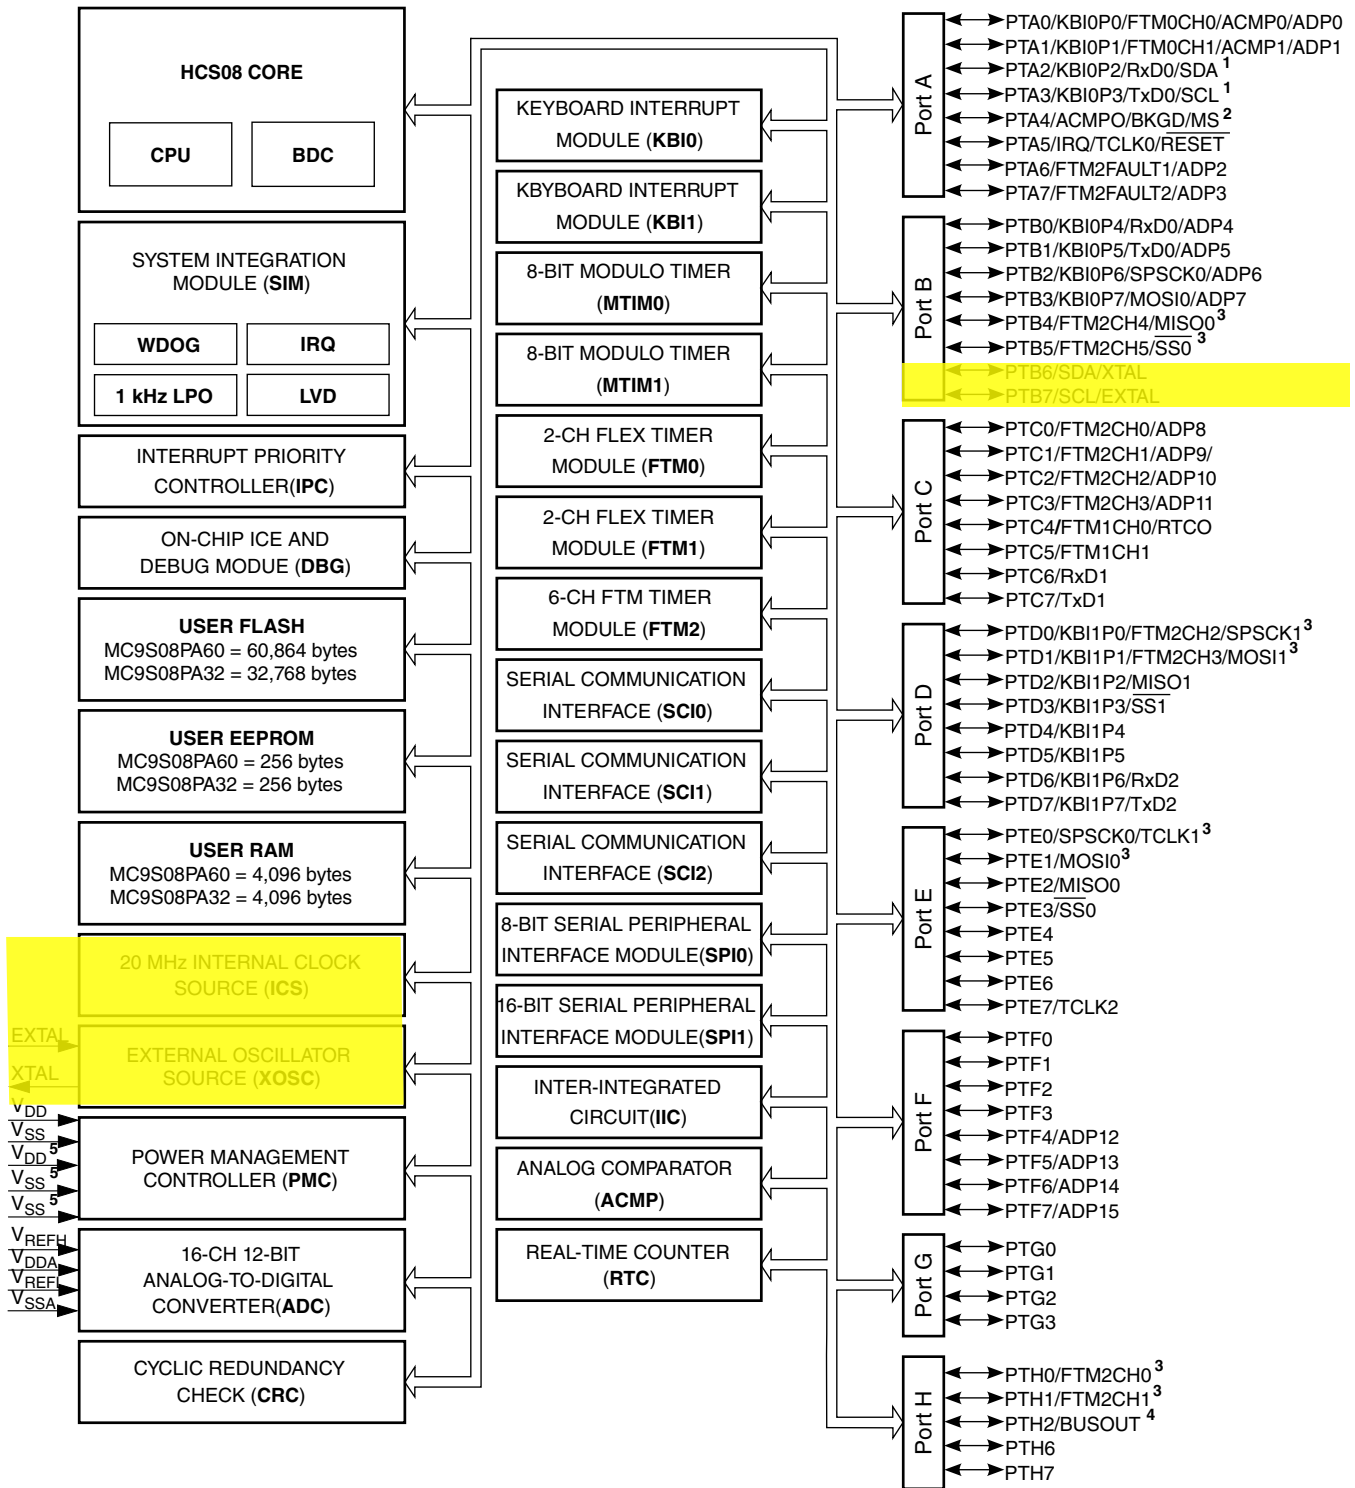 HCS08 CORE
CPU
BDC
SYSTEM INTEGRATION
MODULE (SIM)
WDOG
IRQ
1 kHz LPO
LVD
INTERRUPT PRIORITY
CONTROLLER(IPC)
ON-CHIP ICE AND
DEBUG MODUE (DBG)
USER FLASH
MC9S08PA60 = 60,864 bytes
MC9S08PA32 = 32,768 bytes
USER EEPROM
MC9S08PA60 = 256 bytes
MC9S08PA32 = 256 bytes
USER RAM
MC9S08PA60 = 4,096 bytes
MC9S08PA32 = 4,096 bytes
20 MHz INTERNAL CLOCK
SOURCE (ICS)
EXTAL
XTAL
EXTERNAL OSCILLATOR
SOURCE (XOSC)
VDD
VSS
VDD 5
VSS 5
VSS 5
POWER MANAGEMENT
CONTROLLER (PMC)
VREFH
VDDA
VREFL
VSSA
16-CH 12-BIT
ANALOG-TO-DIGITAL
CONVERTER(ADC)
CYCLIC REDUNDANCY
CHECK (CRC)
KEYBOARD INTERRUPT
MODULE (KBI0)
KBYBOARD INTERRUPT
MODULE (KBI1)
8-BIT MODULO TIMER
(MTIM0)
8-BIT MODULO TIMER
(MTIM1)
2-CH FLEX TIMER
MODULE (FTM0)
2-CH FLEX TIMER
MODULE (FTM1)
6-CH FTM TIMER
MODULE (FTM2)
SERIAL COMMUNICATION
INTERFACE (SCI0)
SERIAL COMMUNICATION
INTERFACE (SCI1)
SERIAL COMMUNICATION
INTERFACE (SCI2)
8-BIT SERIAL PERIPHERAL
INTERFACE MODULE(SPI0)
16-BIT SERIAL PERIPHERAL
INTERFACE MODULE(SPI1)
INTER-INTEGRATED
CIRCUIT(IIC)
ANALOG COMPARATOR
(ACMP)
REAL-TIME COUNTER
(RTC)
Port A
PTA0/KBI0P0/FTM0CH0/ACMP0/ADP0
PTA1/KBI0P1/FTM0CH1/ACMP1/ADP1
PTA2/KBI0P2/RxD0/SDA 1
PTA3/KBI0P3/TxD0/SCL 1
PTA4/ACMPO/BKGD/MS 2
PTA5/IRQ/TCLK0/RESET
PTA6/FTM2FAULT1/ADP2
PTA7/FTM2FAULT2/ADP3
Port B
PTB0/KBI0P4/RxD0/ADP4
PTB1/KBI0P5/TxD0/ADP5
PTB2/KBI0P6/SPSCK0/ADP6
PTB3/KBI0P7/MOSI0/ADP7
PTB4/FTM2CH4/MISO0 3
PTB5/FTM2CH5/SS0 3
PTB6/SDA/XTAL
PTB7/SCL/EXTAL
Port C
PTC0/FTM2CH0/ADP8
PTC1/FTM2CH1/ADP9/
PTC2/FTM2CH2/ADP10
PTC3/FTM2CH3/ADP11
PTC4/FTM1CH0/RTCO
PTC5/FTM1CH1
PTC6/RxD1
PTC7/TxD1
Port D
PTD0/KBI1P0/FTM2CH2/SPSCK1 3
PTD1/KBI1P1/FTM2CH3/MOSI1 3
PTD2/KBI1P2/MISO1
PTD3/KBI1P3/SS1
PTD4/KBI1P4
PTD5/KBI1P5
PTD6/KBI1P6/RxD2
PTD7/KBI1P7/TxD2
Port E
PTE0/SPSCK0/TCLK1 3
PTE1/MOSI0 3
PTE2/MISO0
PTE3/SS0
PTE4
PTE5
PTE6
PTE7/TCLK2
Port F
PTF0
PTF1
PTF2
PTF3
PTF4/ADP12
PTF5/ADP13
PTF6/ADP14
PTF7/ADP15
Port G
PTG0
PTG1
PTG2
PTG3
Port H
PTH0/FTM2CH0 3
PTH1/FTM2CH1 3
PTH2/BUSOUT 4
PTH6
PTH7